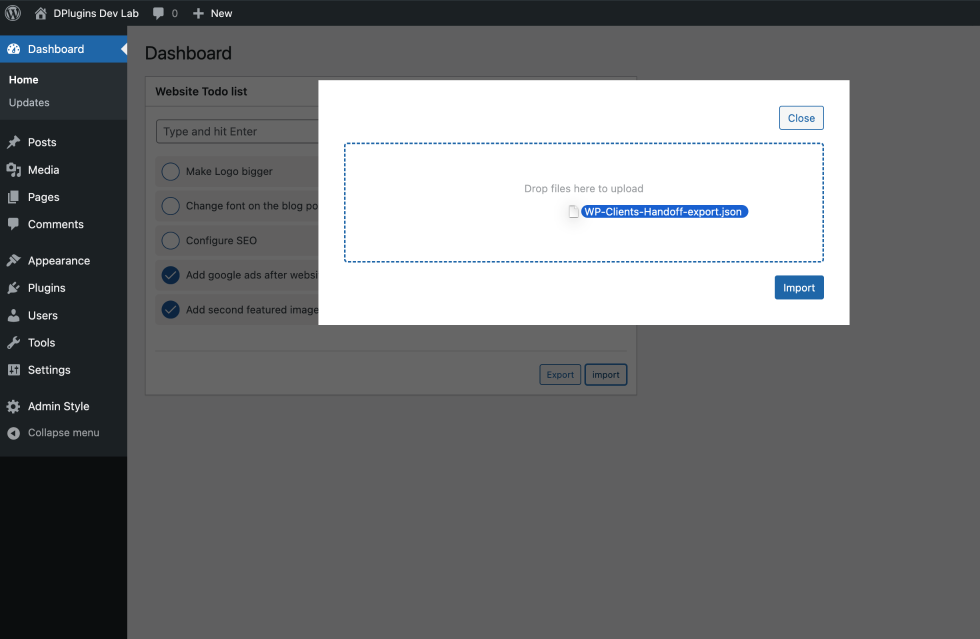 DPlugins Dev Lab 0 New
Dashboard
Home
Updates
Posts
Media
Pages
Comments
Appearance
Plugins
Users
Tools
Settings
Admin Style
Collapse menu
Dashboard
Website Todo list
Type and hit Enter
Make Logo bigger
Change font on the blog po
Configure SEO
Add google ads after websi
Add second featured image
Export import
Close
Drop files here to upload
WP-Clients-Handoff-export.json
Import